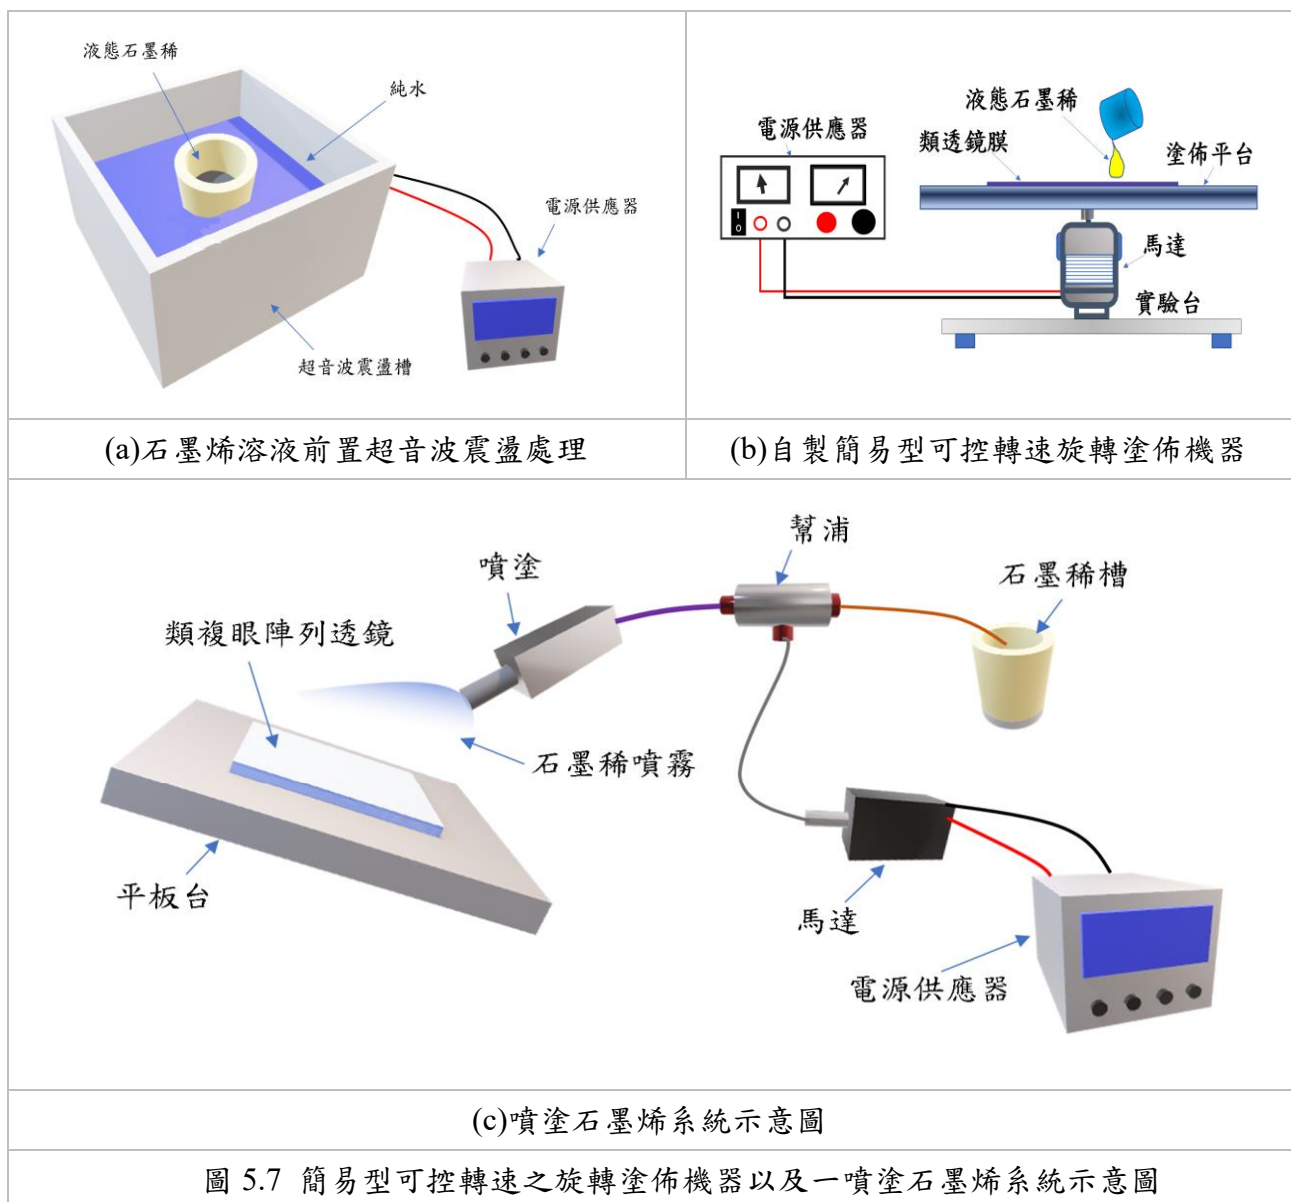 液態石墨稀
純水
電源供應器
超音波震盪槽
(a)石墨烯溶液前置超音波震盪處理
液態石墨稀
電源供應器
類透鏡膜
塗佈平台
馬達
實驗台
I
O
(b)自製簡易型可控轉速旋轉塗佈機器
幫浦
噴塗
石墨稀槽
類複眼陣列透鏡
石墨稀噴霧
平板台
馬達
電源供應器
(c)噴塗石墨烯系統示意圖
圖 5.7 簡易型可控轉速之旋轉塗佈機器以及一噴塗石墨烯系統示意圖